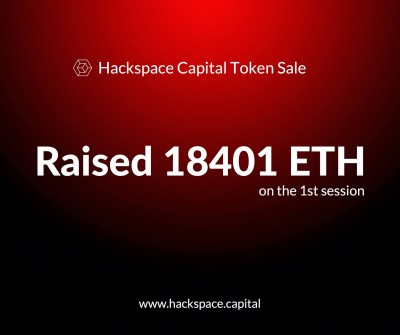 Hackspace Capital Token Sale
Raised 18401 ETH
on the 1st session
www.hackspace.capital